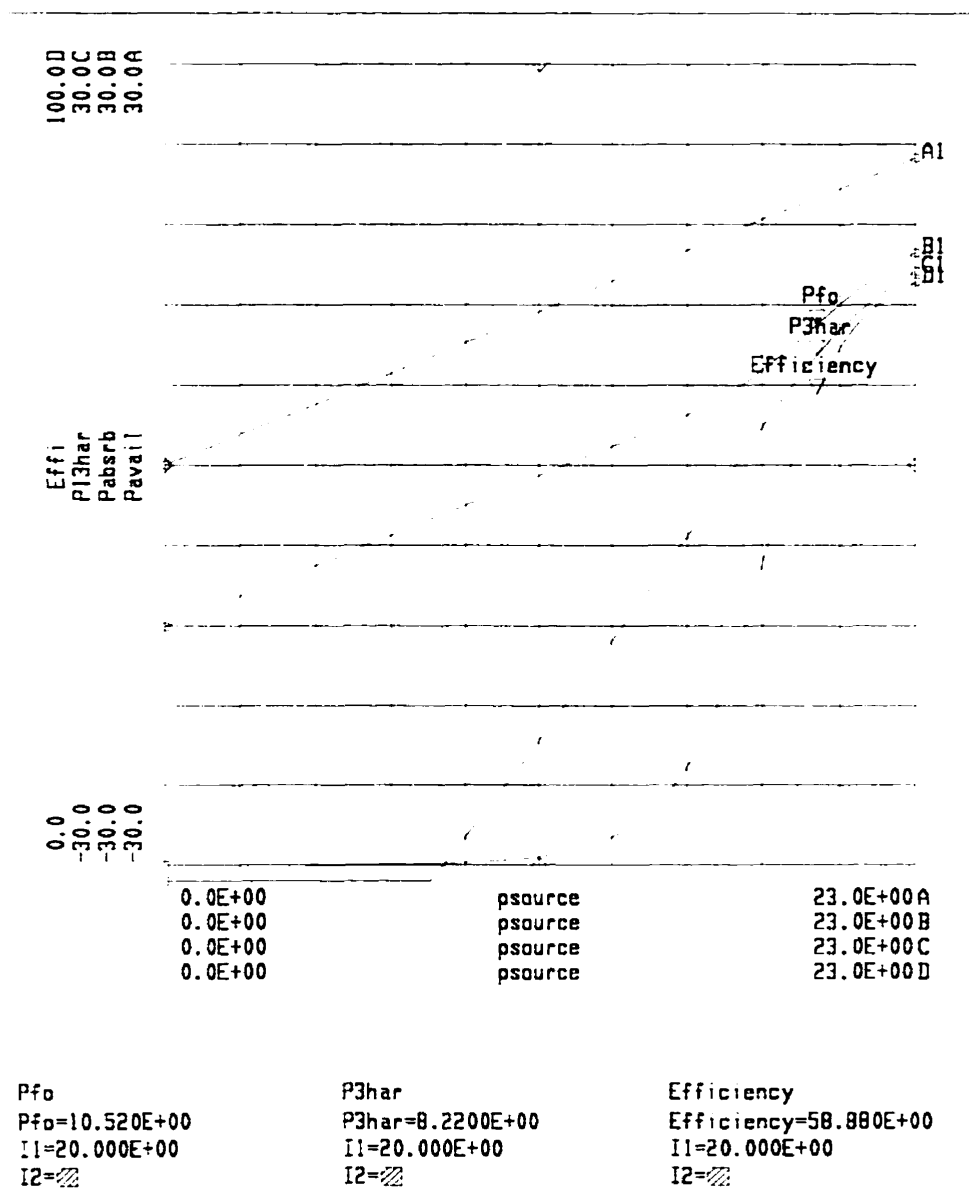 100.0D
30.0C
30.0B
30.0A
A1
B1
C1
D1
Pfo
P3har
Efficiency
Effi
Pl3har
Pabsrb
Pavail
0.0
-30.0
-30.0
-30.0
0.0E+00 psource 23.0E+00A
0.0E+00 psource 23.0E+00B
0.0E+00 psource 23.0E+00C
0.0E+00 psource 23.0E+00D
Pfo P3har Efficiency
Pfo=10.520E+00 P3har=8.2200E+00 Efficiency=58.880E+00
I1=20.000E+00 I1=20.000E+00 I1=20.000E+00
I2= I2= I2=